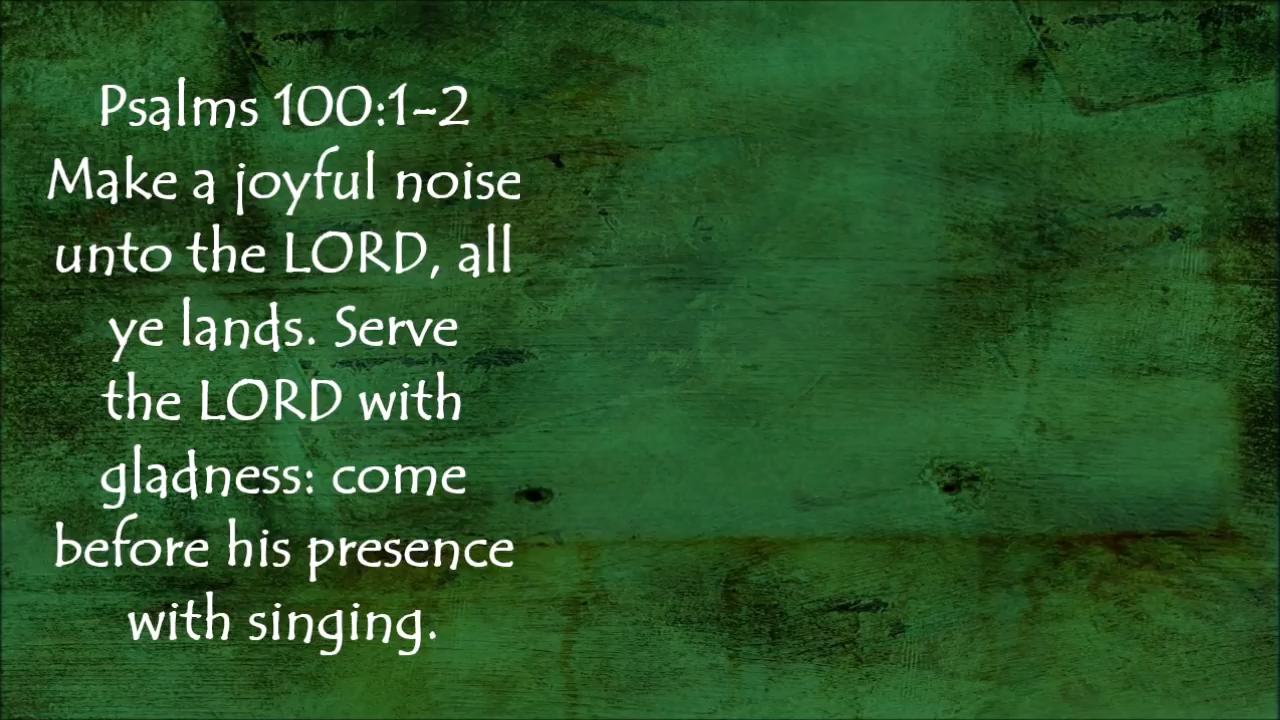 Psalms 100:1-2
Make a joyful noise
unto the LORD, all
ye lands. Serve
the LORD with
gladness: come
before his presence
with singing.